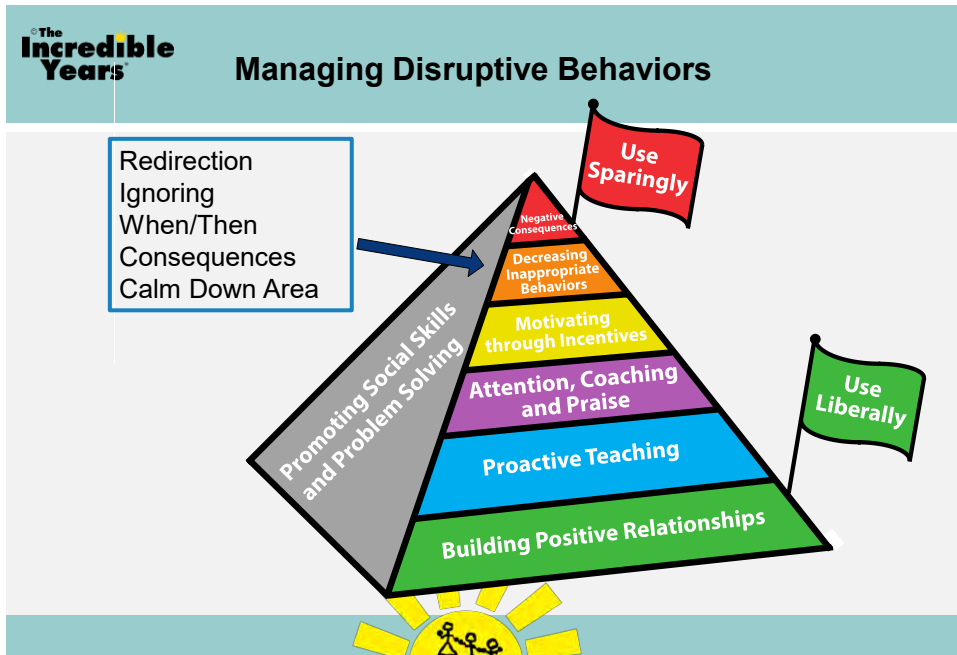 ©The
Incredible
Years®
Managing Disruptive Behaviors
Redirection
Ignoring
When/Then
Consequences
Calm Down Area
Use
Sparingly
Negative
Consequences
Decreasing
Inappropriate
Behaviors
Motivating
through Incentives
Attention, Coaching
and Praise
Proactive Teaching
Building Positive Relationships
Promoting Social Skills
and Problem Solving
Use
Liberally